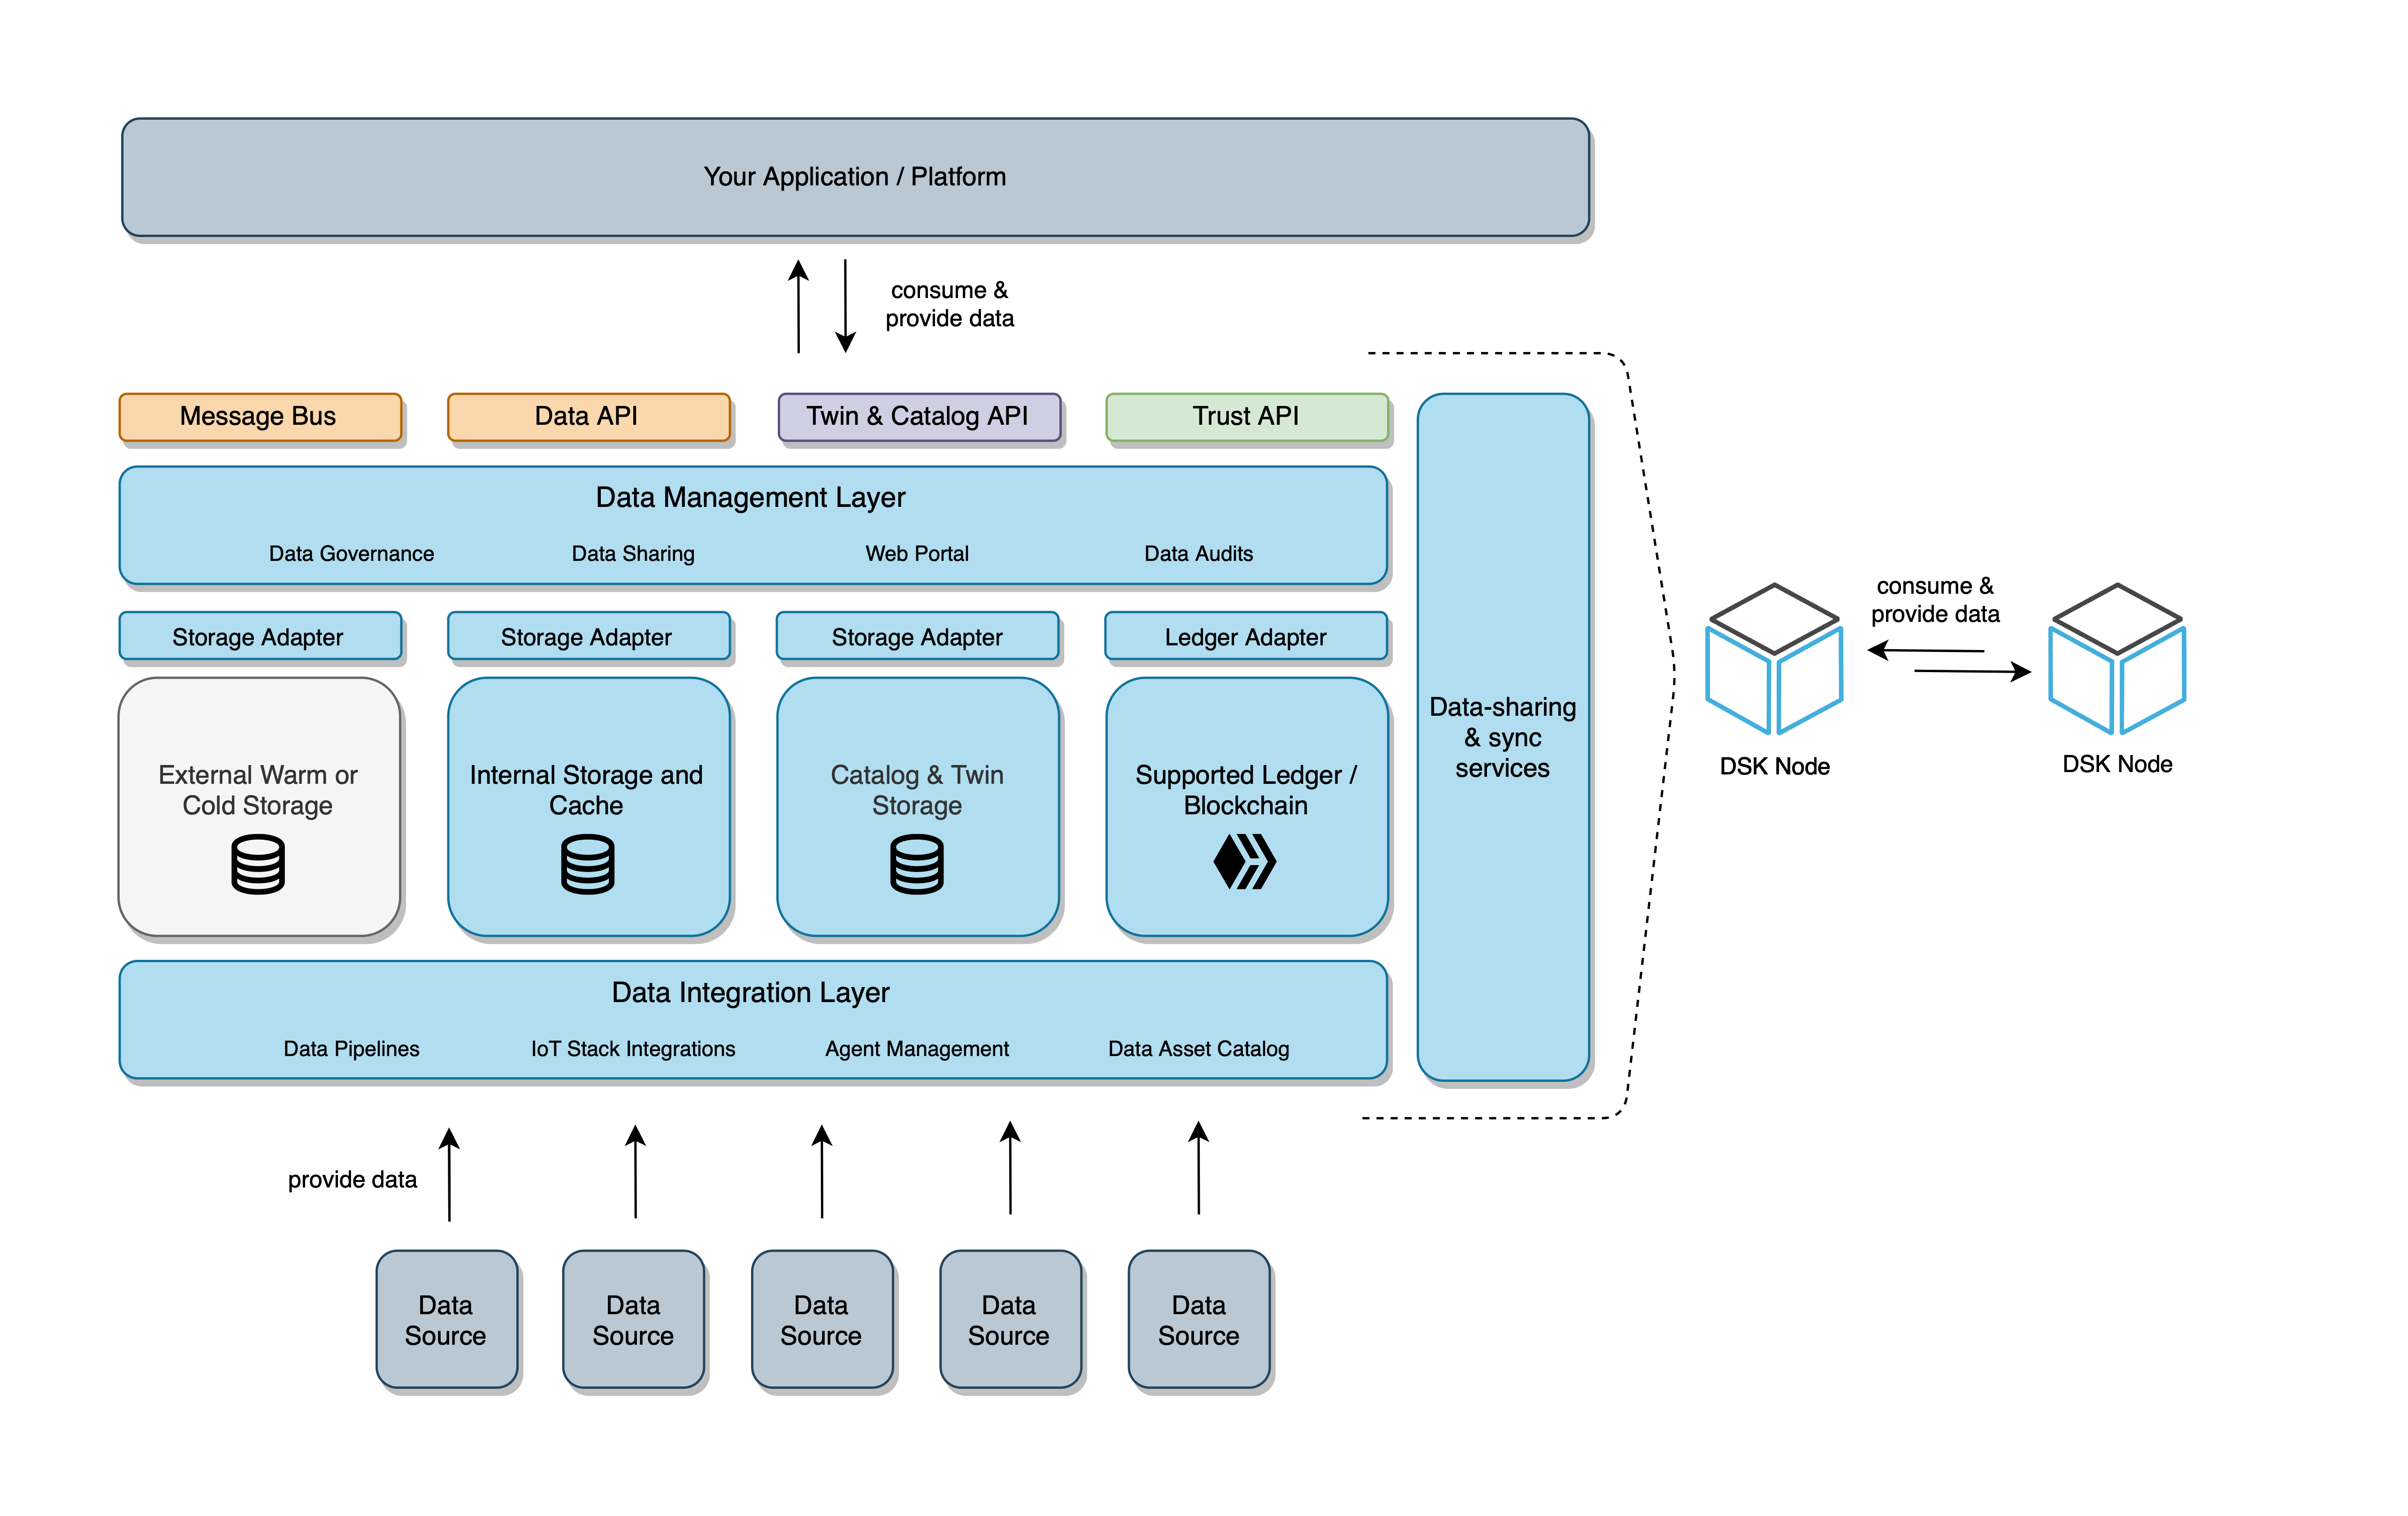 Your Application / Platform
consume &
provide data
Message Bus
Data API
Twin & Catalog API
Trust API
Data Management Layer
Data Governance
Data Sharing
Web Portal
Data Audits
Storage Adapter
Storage Adapter
Storage Adapter
Ledger Adapter
External Warm or
Cold Storage
Internal Storage and
Cache
Catalog & Twin
Storage
Supported Ledger /
Blockchain
Data-sharing
& sync
services
Data Integration Layer
Data Pipelines
IoT Stack Integrations
Agent Management
Data Asset Catalog
provide data
Data
Source
Data
Source
Data
Source
Data
Source
Data
Source
consume &
provide data
DSK Node
DSK Node